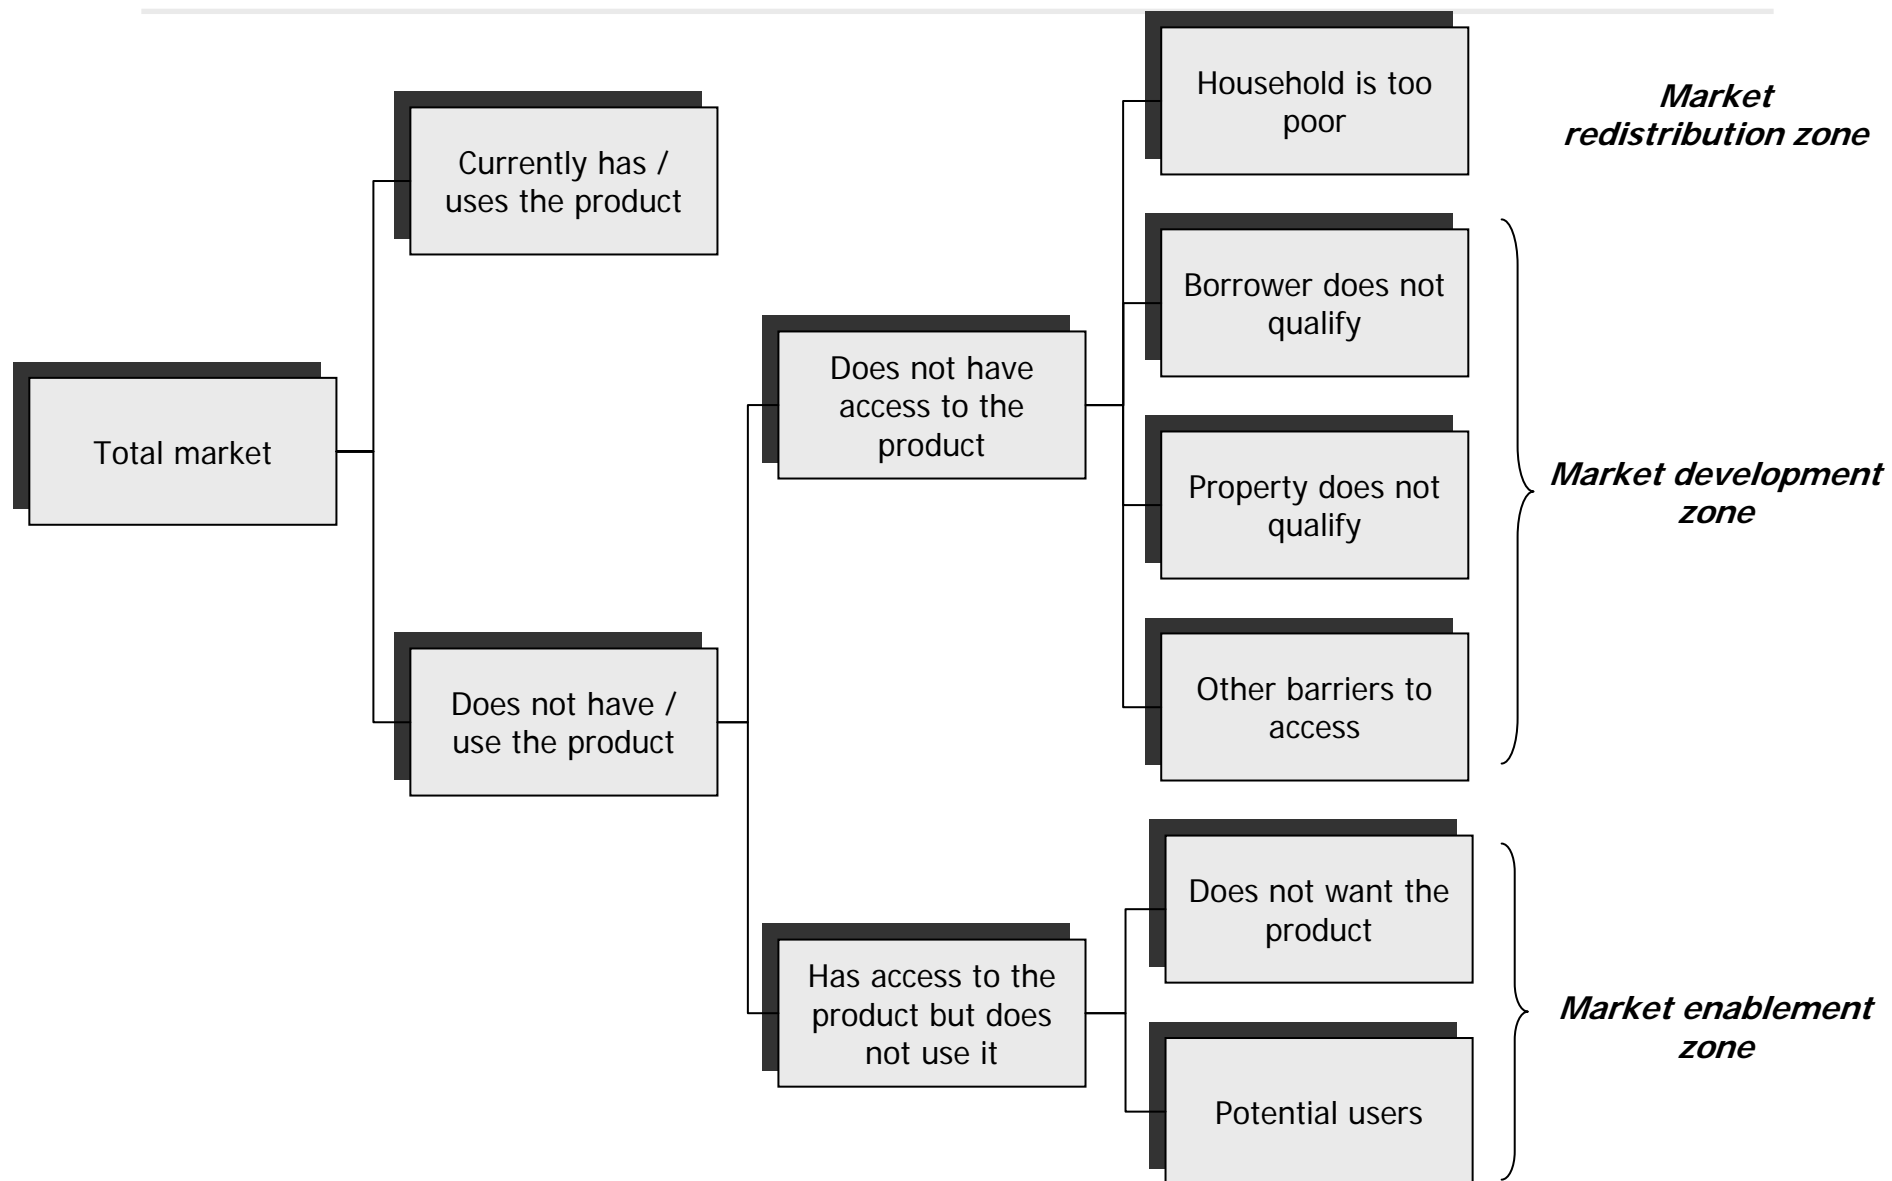 Total market
Currently has /
uses the product
Does not have /
use the product
Does not have
access to the
product
Has access to the
product but does
not use it
Household is too
poor
Borrower does not
qualify
Property does not
qualify
Other barriers to
access
Does not want the
product
Potential users
Market
redistribution zone
Market development
zone
Market enablement
zone